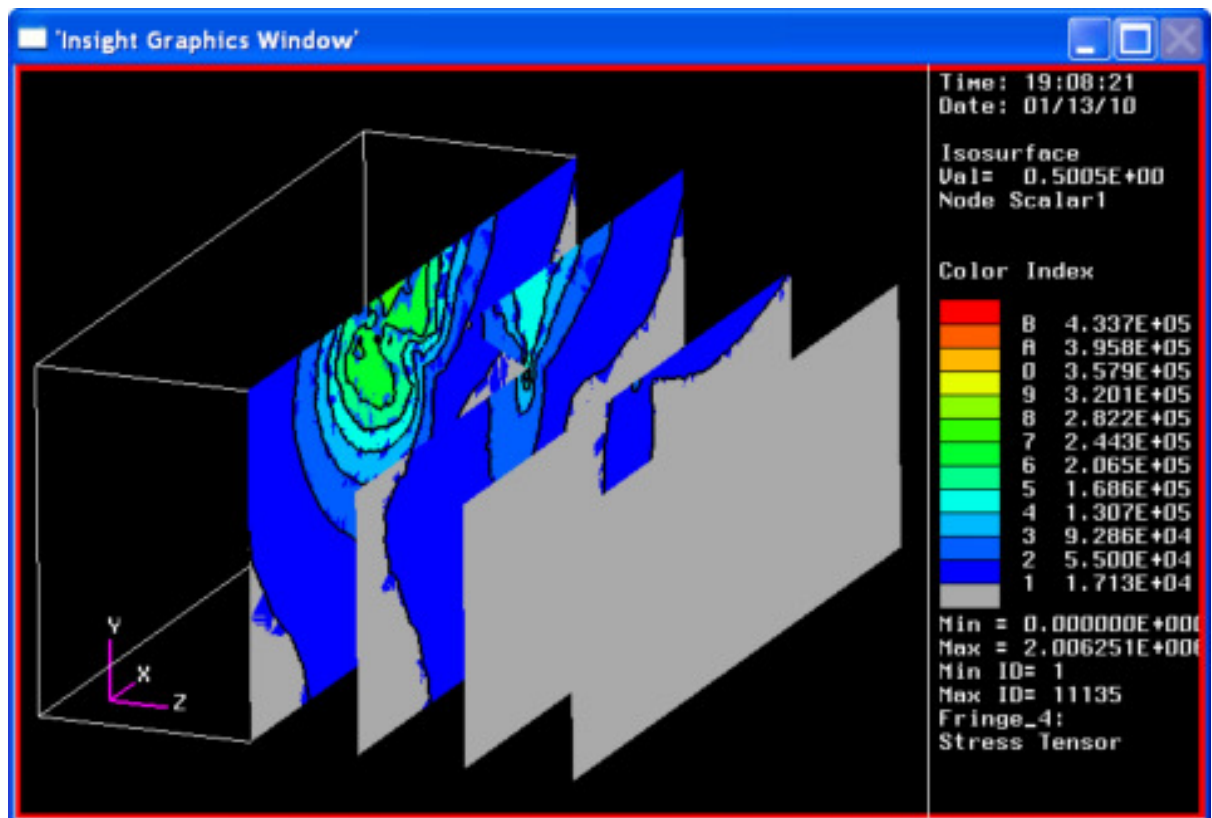 'Insight Graphics Window'
Time: 19:08:21
Date: 01/13/10
Isosurface
Val= 0.5005E+00
Node Scalar1
Color Index
B 4.337E+05
A 3.958E+05
0 3.579E+05
9 3.201E+05
8 2.822E+05
7 2.443E+05
6 2.065E+05
5 1.686E+05
4 1.307E+05
3 9.286E+04
2 5.500E+04
1 1.713E+04
Min = 0.000000E+000
Max = 2.006251E+006
Min ID= 1
Max ID= 11135
Fringe_4:
Stress Tensor
Y
X
Z